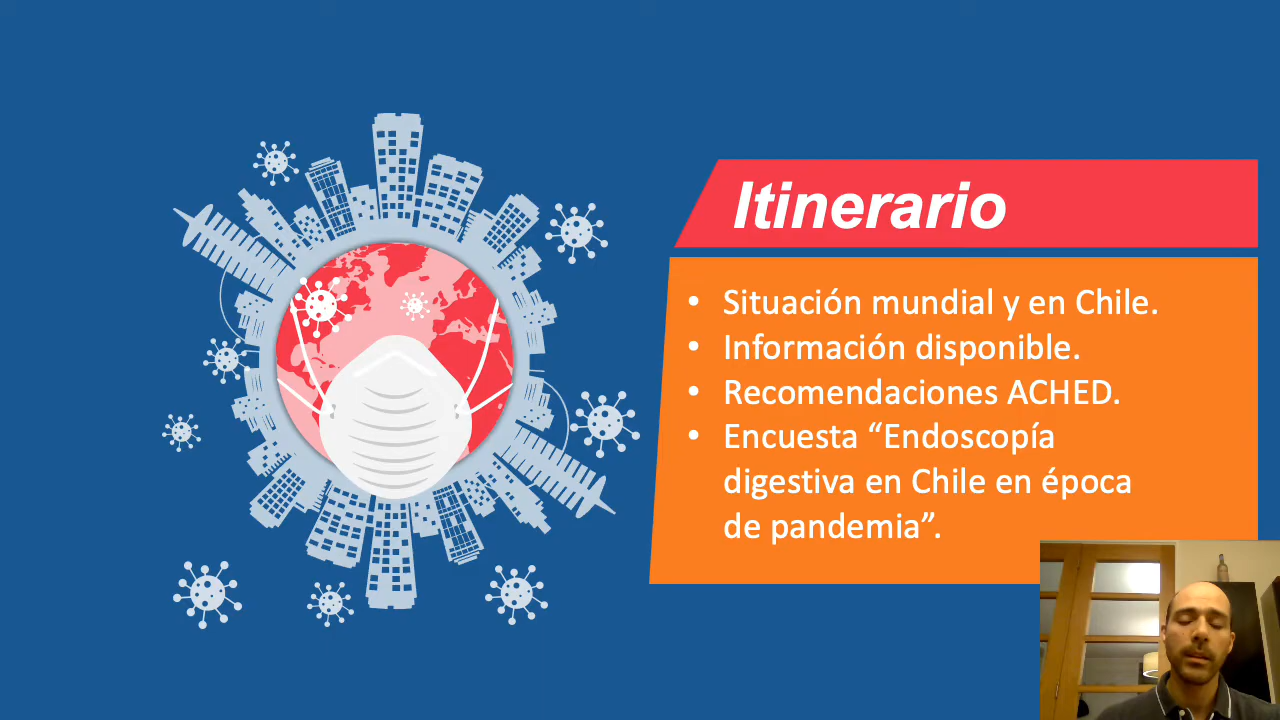 Itinerario
• Situación mundial y en Chile.
• Información disponible.
• Recomendaciones ACHED.
• Encuesta “Endoscopía
digestiva en Chile en época
de pandemia”.